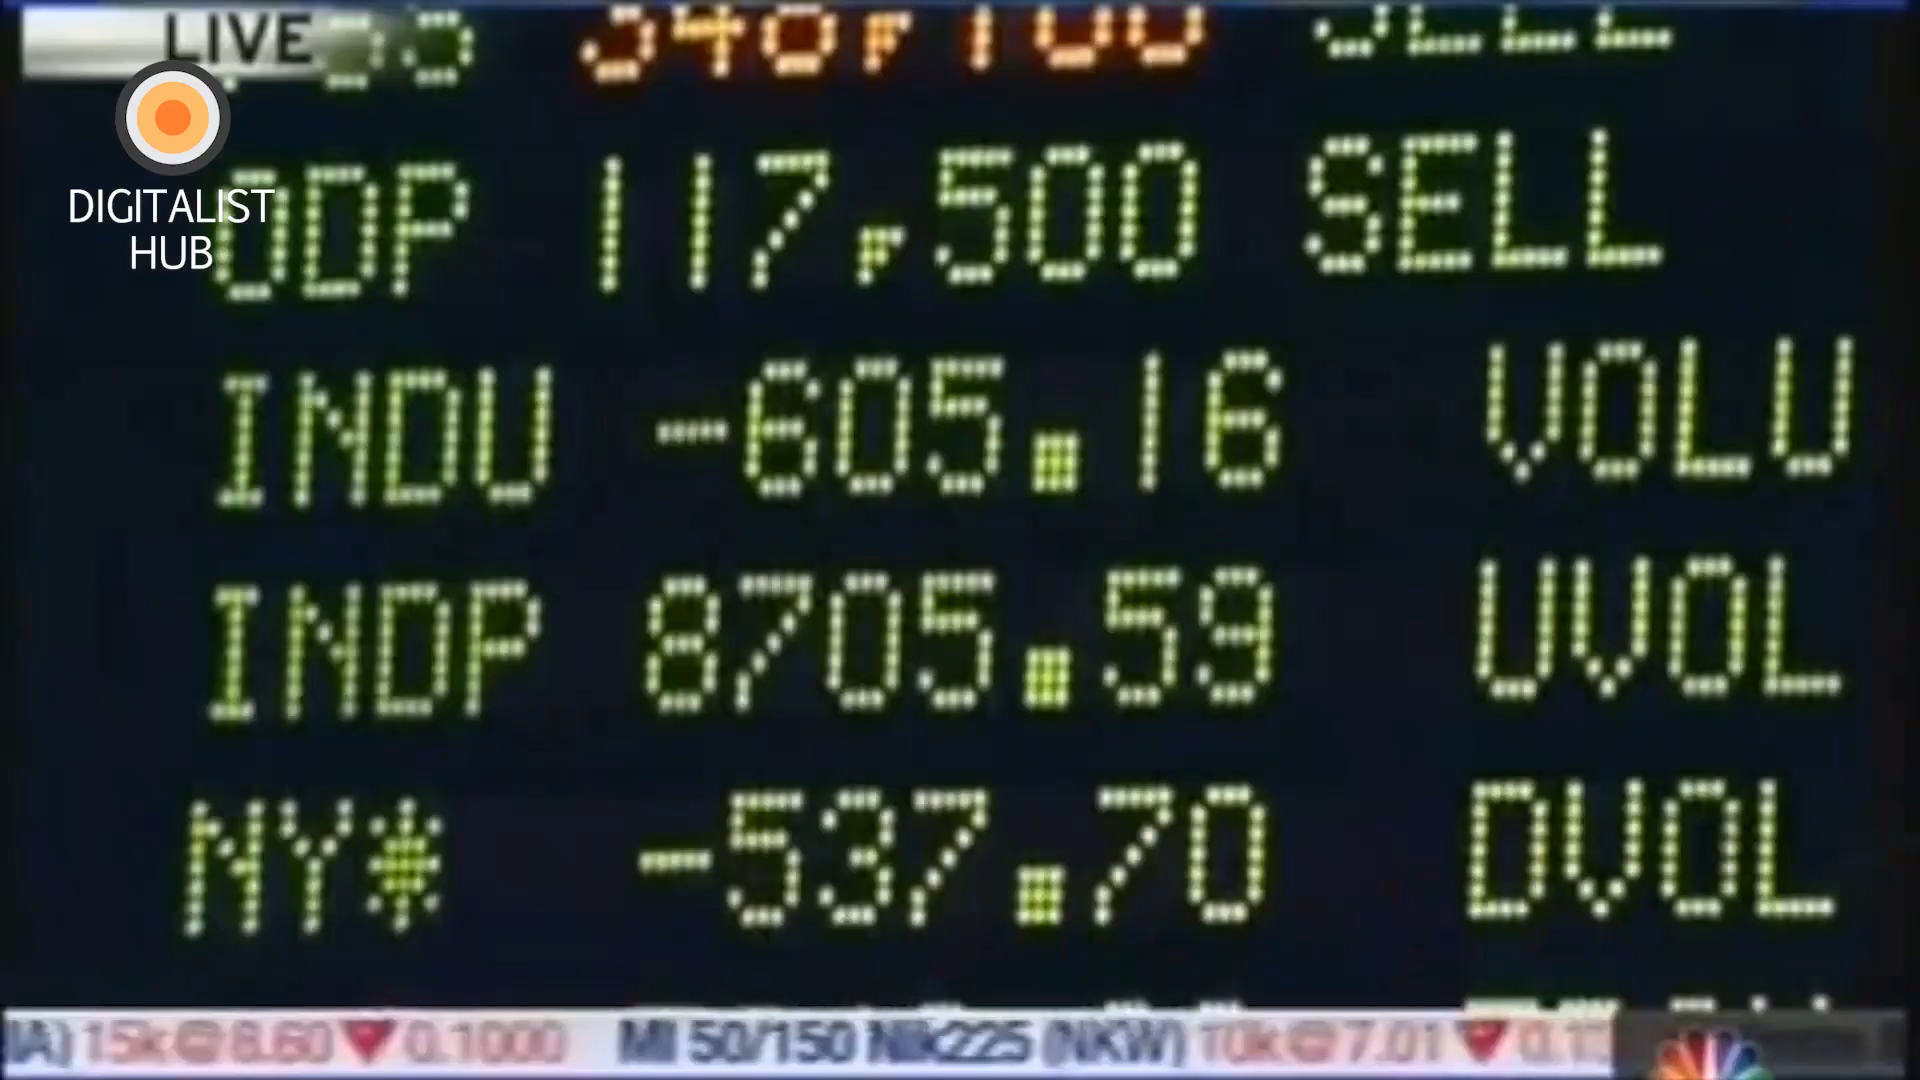 LIVE
DIGITALIST
HUB
ODP 117,500 SELL
INDU -605.16 VOLU
INDP 8705.59 UVOL
NY* -537.70 DVOL
15k@8.60▼0.1000 MI 50/150 Nik225 (NKW) 10k@7.01▼